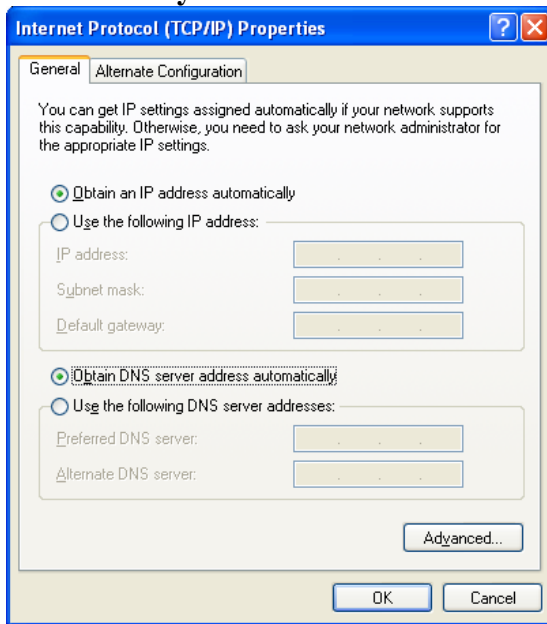 Internet Protocol (TCP/IP) Properties
General
Alternate Configuration
You can get IP settings assigned automatically if your network supports
this capability. Otherwise, you need to ask your network administrator for
the appropriate IP settings.
Obtain an IP address automatically
Use the following IP address:
IP address:
Subnet mask:
Default gateway:
Obtain DNS server address automatically
Use the following DNS server addresses:
Preferred DNS server:
Alternate DNS server:
Advanced...
OK
Cancel